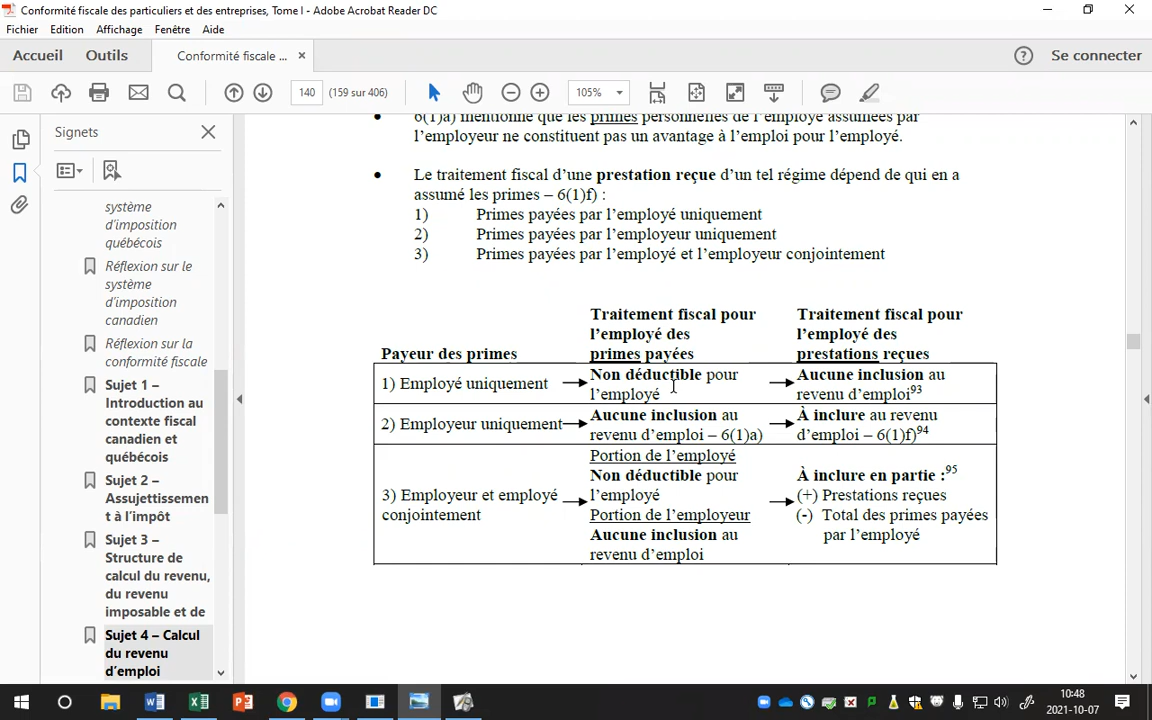 Conformité fiscale des particuliers et des entreprises, Tome I - Adobe Acrobat Reader DC
Fichier Edition Affichage Fenêtre Aide
Accueil Outils Conformité fiscale ... × Se connecter
140 (159 sur 406) 105%
Signets
système
d'imposition
québécois
Réflexion sur le
système
d'imposition
canadien
Réflexion sur la
conformité fiscale
Sujet 1 –
Introduction au
contexte fiscal
canadien et
québécois
Sujet 2 –
Assujettissemen
t à l'impôt
Sujet 3 –
Structure de
calcul du revenu,
du revenu
imposable et de
Sujet 4 – Calcul
du revenu
d'emploi
• 6(1)a) mentionne que les primes personnelles de l'employé assumées par
l'employeur ne constituent pas un avantage à l'emploi pour l'employé.
• Le traitement fiscal d'une prestation reçue d'un tel régime dépend de qui en a
assumé les primes – 6(1)f) :
1) Primes payées par l'employé uniquement
2) Primes payées par l'employeur uniquement
3) Primes payées par l'employé et l'employeur conjointement
Payeur des primes
Traitement fiscal pour
l'employé des
primes payées
Traitement fiscal pour
l'employé des
prestations reçues
1) Employé uniquement
Non déductible pour
l'employé
Aucune inclusion au
revenu d'emploi93
2) Employeur uniquement
Aucune inclusion au
revenu d'emploi – 6(1)a)
À inclure au revenu
d'emploi – 6(1)f)94
3) Employeur et employé
conjointement
Portion de l'employé
Non déductible pour
l'employé
Portion de l'employeur
Aucune inclusion au
revenu d'emploi
À inclure en partie :95
(+) Prestations reçues
(-) Total des primes payées
par l'employé
10:48
2021-10-07